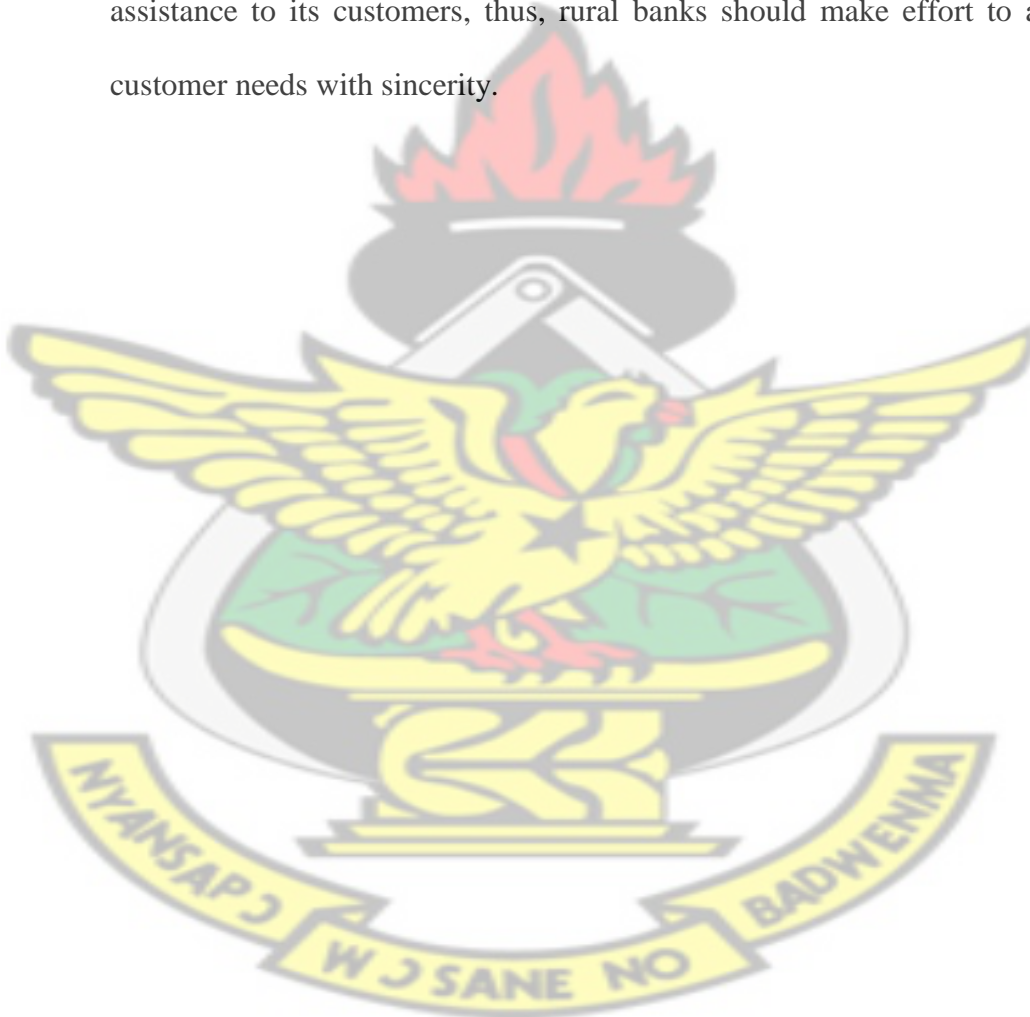 assistance to its customers, thus, rural banks should make effort to
customer needs with sincerity.
NYANSAPƆ
WƆSANE NO
BADWENMA